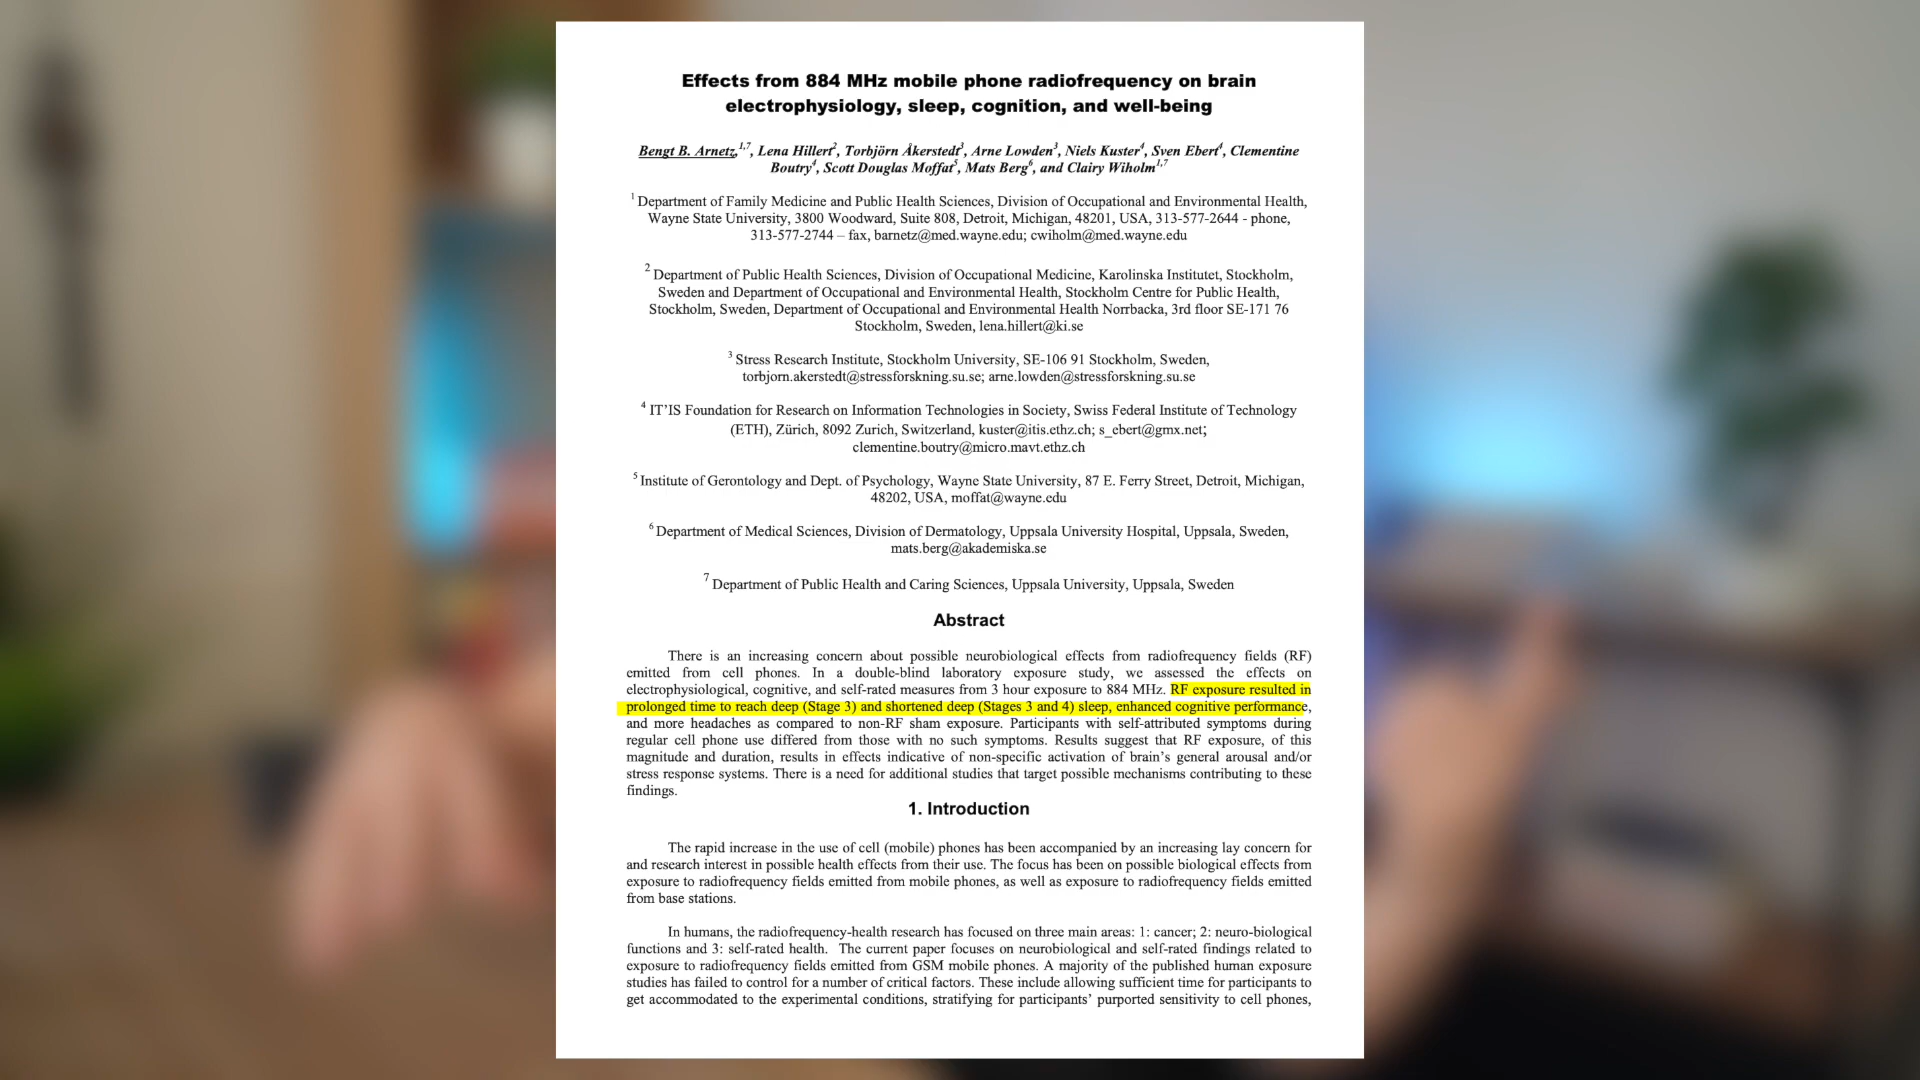 Effects from 884 MHz mobile phone radiofrequency on brain
electrophysiology, sleep, cognition, and well-being
Bengt B. Arnetz,1,7, Lena Hillert2, Torbjörn Åkerstedt3, Arne Lowden3, Niels Kuster4, Sven Ebert4, Clementine
Boutry4, Scott Douglas Moffat5, Mats Berg6, and Clairy Wiholm1,7
1 Department of Family Medicine and Public Health Sciences, Division of Occupational and Environmental Health,
Wayne State University, 3800 Woodward, Suite 808, Detroit, Michigan, 48201, USA, 313-577-2644 - phone,
313-577-2744 – fax, barnetz@med.wayne.edu; cwiholm@med.wayne.edu
2 Department of Public Health Sciences, Division of Occupational Medicine, Karolinska Institutet, Stockholm,
Sweden and Department of Occupational and Environmental Health, Stockholm Centre for Public Health,
Stockholm, Sweden, Department of Occupational and Environmental Health Norrbacka, 3rd floor SE-171 76
Stockholm, Sweden, lena.hillert@ki.se
3 Stress Research Institute, Stockholm University, SE-106 91 Stockholm, Sweden,
torbjorn.akerstedt@stressforskning.su.se; arne.lowden@stressforskning.su.se
4 IT’IS Foundation for Research on Information Technologies in Society, Swiss Federal Institute of Technology
(ETH), Zürich, 8092 Zurich, Switzerland, kuster@itis.ethz.ch; s_ebert@gmx.net;
clementine.boutry@micro.mavt.ethz.ch
5 Institute of Gerontology and Dept. of Psychology, Wayne State University, 87 E. Ferry Street, Detroit, Michigan,
48202, USA, moffat@wayne.edu
6 Department of Medical Sciences, Division of Dermatology, Uppsala University Hospital, Uppsala, Sweden,
mats.berg@akademiska.se
7 Department of Public Health and Caring Sciences, Uppsala University, Uppsala, Sweden
Abstract
There is an increasing concern about possible neurobiological effects from radiofrequency fields (RF)
emitted from cell phones. In a double-blind laboratory exposure study, we assessed the effects on
electrophysiological, cognitive, and self-rated measures from 3 hour exposure to 884 MHz. RF exposure resulted in
prolonged time to reach deep (Stage 3) and shortened deep (Stages 3 and 4) sleep, enhanced cognitive performance,
and more headaches as compared to non-RF sham exposure. Participants with self-attributed symptoms during
regular cell phone use differed from those with no such symptoms. Results suggest that RF exposure, of this
magnitude and duration, results in effects indicative of non-specific activation of brain’s general arousal and/or
stress response systems. There is a need for additional studies that target possible mechanisms contributing to these
findings.
1. Introduction
The rapid increase in the use of cell (mobile) phones has been accompanied by an increasing lay concern for
and research interest in possible health effects from their use. The focus has been on possible biological effects from
exposure to radiofrequency fields emitted from mobile phones, as well as exposure to radiofrequency fields emitted
from base stations.
In humans, the radiofrequency-health research has focused on three main areas: 1: cancer; 2: neuro-biological
functions and 3: self-rated health. The current paper focuses on neurobiological and self-rated findings related to
exposure to radiofrequency fields emitted from GSM mobile phones. A majority of the published human exposure
studies has failed to control for a number of critical factors. These include allowing sufficient time for participants to
get accommodated to the experimental conditions, stratifying for participants’ purported sensitivity to cell phones,